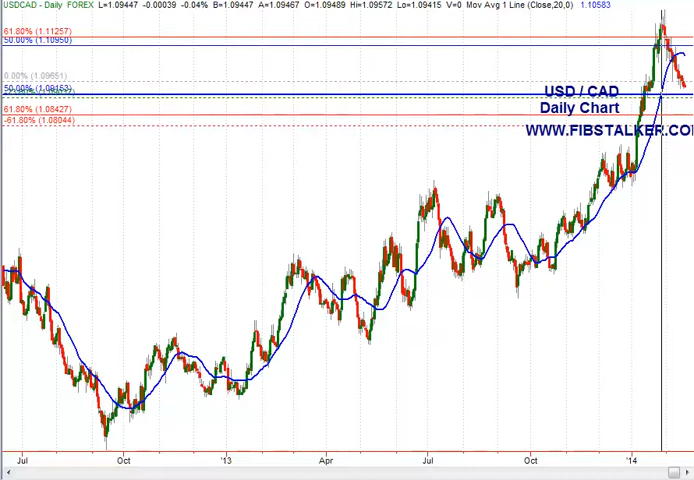 USDCAD - Daily FOREX L=1.09447 -0.00039 -0.04% B=1.09447 A=1.09467 O=1.09489 Hi=1.09572 Lo=1.09415 V=0 Mov Avg 1 Line (Close,20,0) 1.10583
61.80% (1.11257)
50.00% (1.10950)
0.00% (1.09651)
50.00% (1.09153)
USD / CAD
Daily Chart
61.80% (1.08427)
-61.80% (1.08044)
WWW.FIBSTALKER.CO
Jul Oct '13 Apr Jul Oct '14